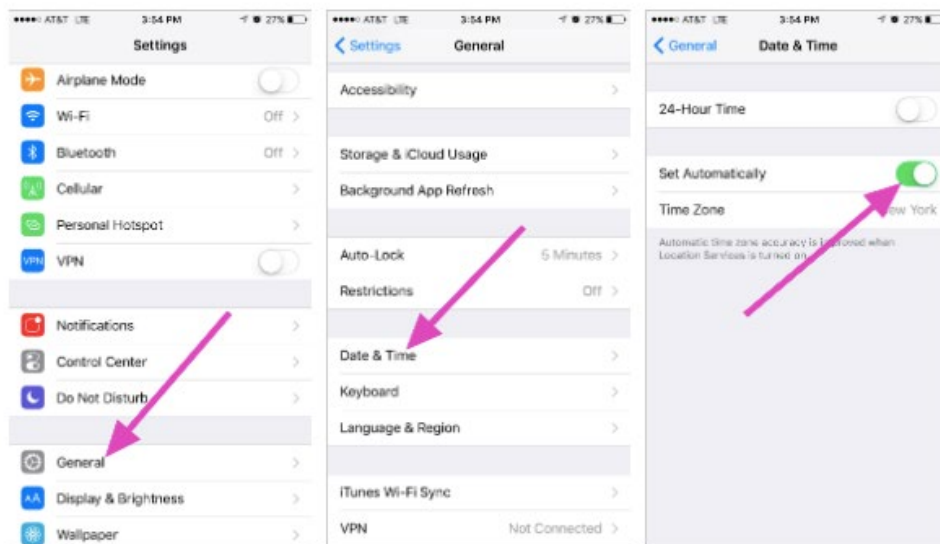 AT&T LTE 3:54 PM 27%
Settings
Airplane Mode
Wi-Fi Off
Bluetooth Off
Cellular
Personal Hotspot
VPN VPN
Notifications
Control Center
Do Not Disturb
General
AA Display & Brightness
Wallpaper
AT&T LTE 3:54 PM 27%
Settings General
Accessibility
Storage & iCloud Usage
Background App Refresh
Auto-Lock 5 Minutes
Restrictions Off
Date & Time
Keyboard
Language & Region
iTunes Wi-Fi Sync
VPN Not Connected
AT&T LTE 3:54 PM 27%
General Date & Time
24-Hour Time
Set Automatically
Time Zone York
Automatic time zone accuracy is improved when
Location Services is turned on.